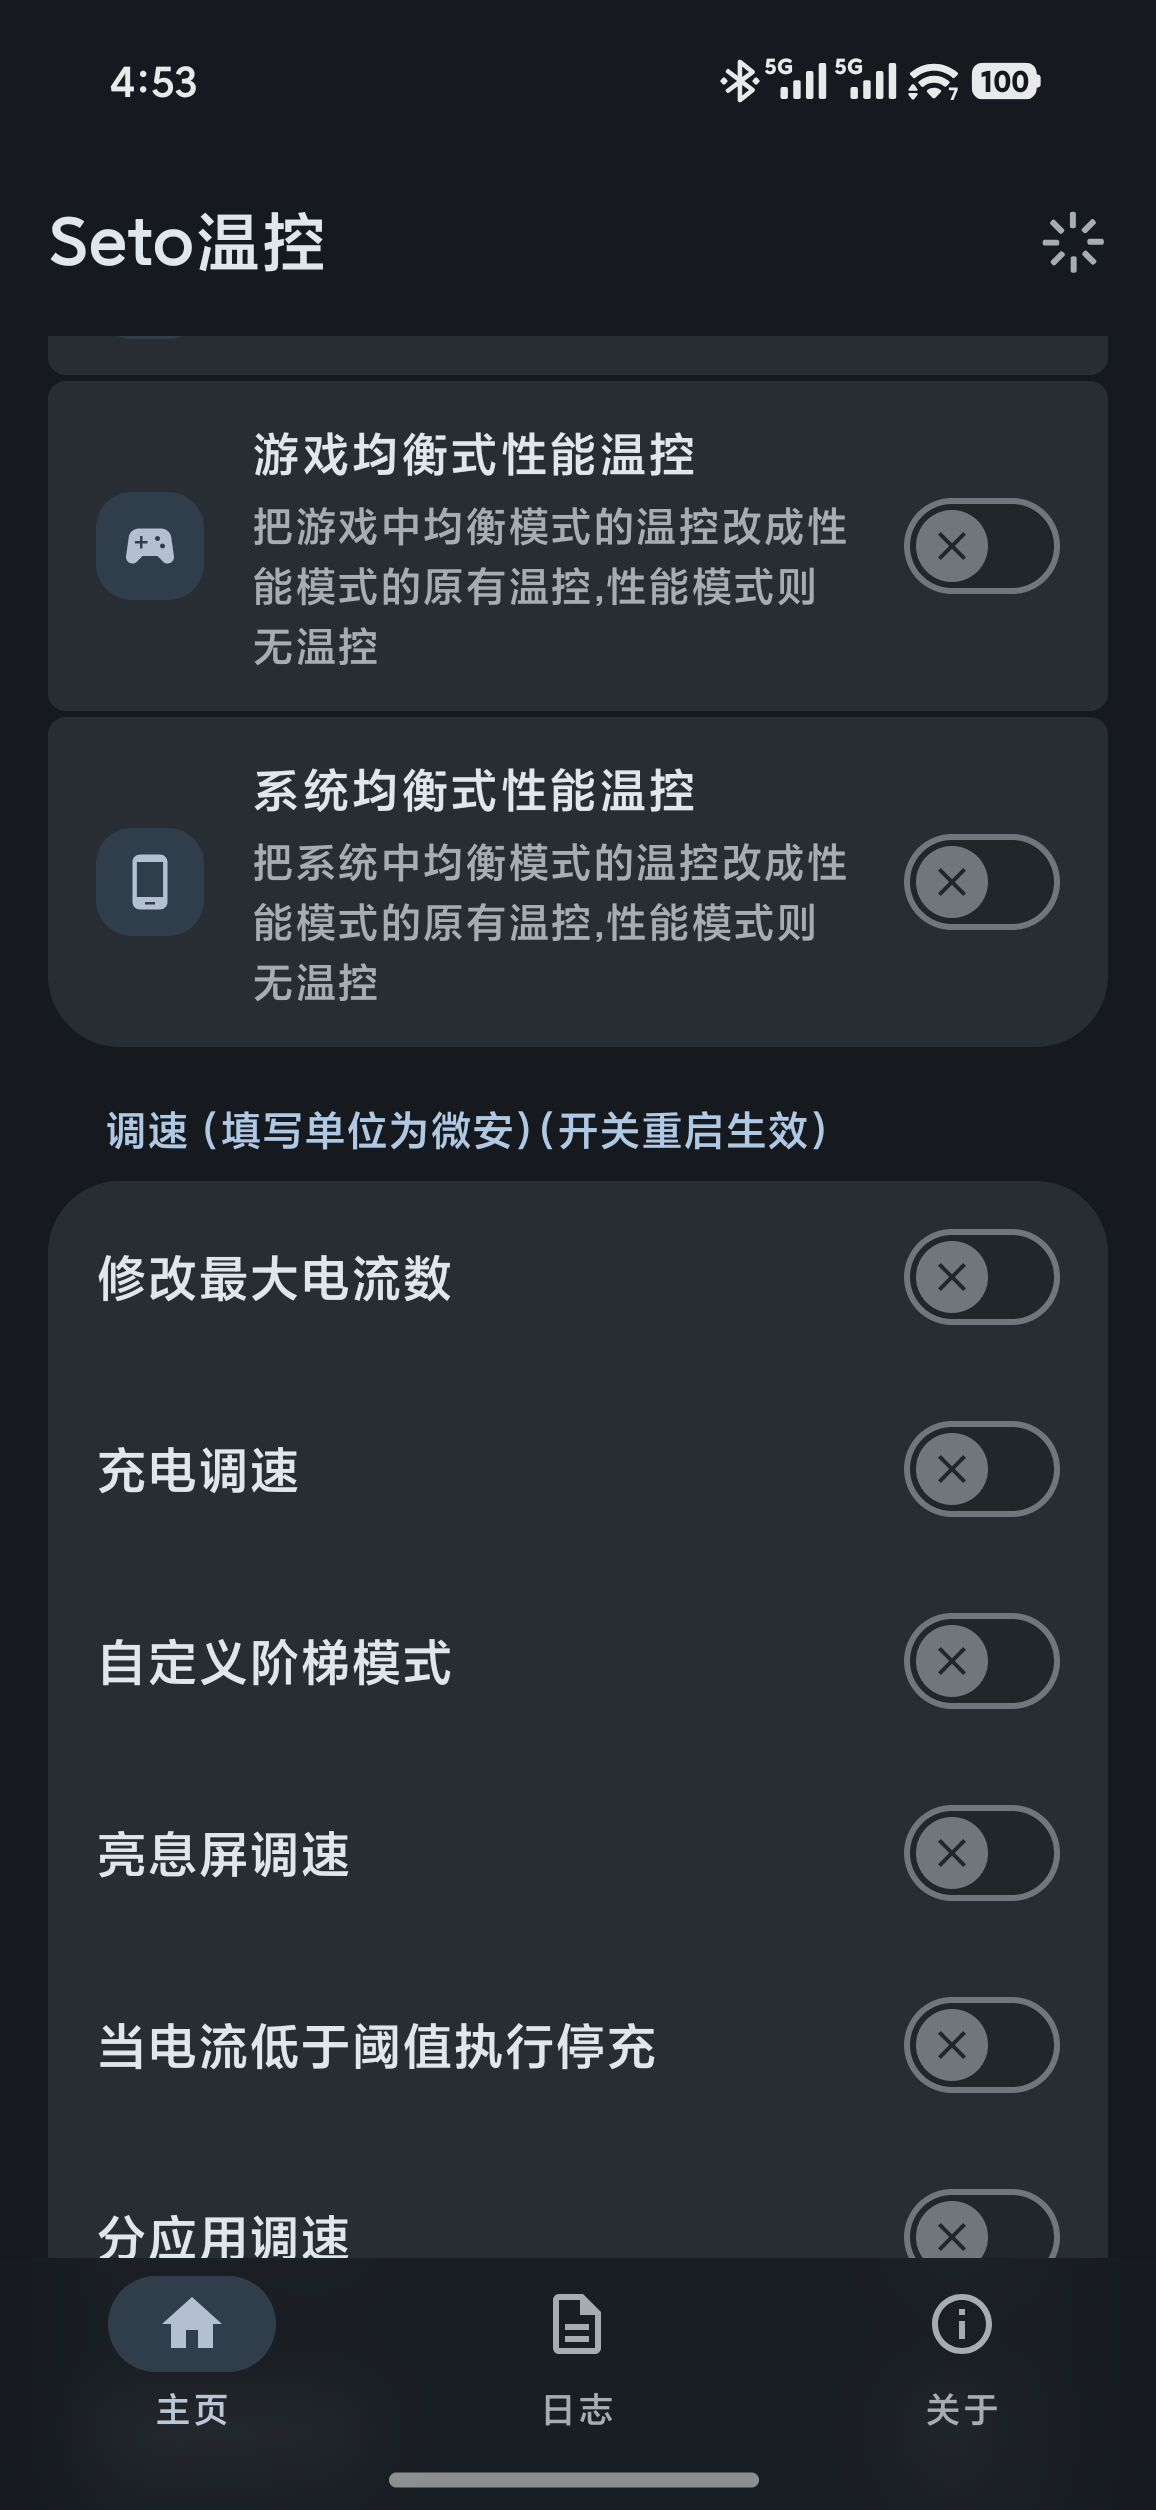 4:53
5G 5G 7 100
Seto温控
游戏均衡式性能温控
把游戏中均衡模式的温控改成性
能模式的原有温控,性能模式则
无温控
系统均衡式性能温控
把系统中均衡模式的温控改成性
能模式的原有温控,性能模式则
无温控
调速 (填写单位为微安)(开关重启生效)
修改最大电流数
充电调速
自定义阶梯模式
亮息屏调速
当电流低于阈值执行停充
分应用调速
主页
日志
关于